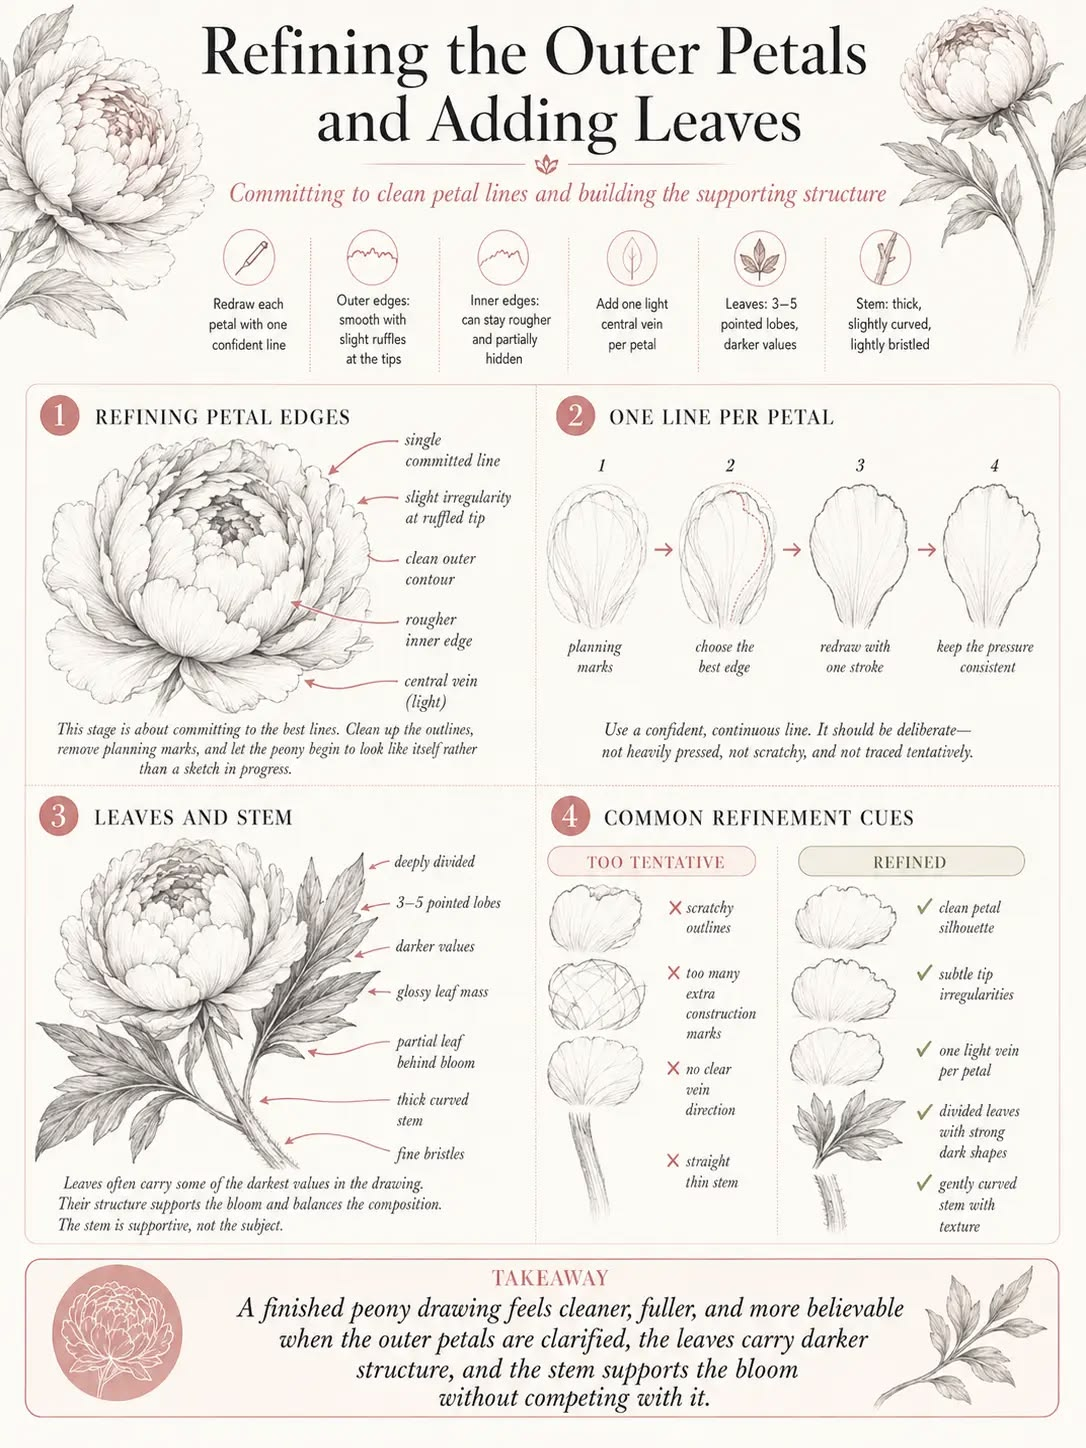 Refining the Outer Petals
and Adding Leaves
Committing to clean petal lines and building the supporting structure
Redraw each
petal with one
confident line
Outer edges:
smooth with
slight ruffles
at the tips
Inner edges:
can stay rougher
and partially
hidden
Add one light
central vein
per petal
Leaves: 3–5
pointed lobes,
darker values
Stem: thick,
slightly curved,
lightly bristled
1 REFINING PETAL EDGES
single
committed line
slight irregularity
at ruffled tip
clean outer
contour
rougher
inner edge
central vein
(light)
This stage is about committing to the best lines. Clean up the outlines,
remove planning marks, and let the peony begin to look like itself rather
than a sketch in progress.
2 ONE LINE PER PETAL
1
2
3
4
planning
marks
choose the
best edge
redraw with
one stroke
keep the pressure
consistent
Use a confident, continuous line. It should be deliberate—
not heavily pressed, not scratchy, and not traced tentatively.
3 LEAVES AND STEM
deeply divided
3–5 pointed lobes
darker values
glossy leaf mass
partial leaf
behind bloom
thick curved
stem
fine bristles
Leaves often carry some of the darkest values in the drawing.
Their structure supports the bloom and balances the composition.
The stem is supportive, not the subject.
4 COMMON REFINEMENT CUES
TOO TENTATIVE
scratchy
outlines
too many
extra
construction
marks
no clear
vein
direction
straight
thin stem
REFINED
clean petal
silhouette
subtle tip
irregularities
one light vein
per petal
divided leaves
with strong
dark shapes
gently curved
stem with
texture
TAKEAWAY
A finished peony drawing feels cleaner, fuller, and more believable
when the outer petals are clarified, the leaves carry darker
structure, and the stem supports the bloom
without competing with it.